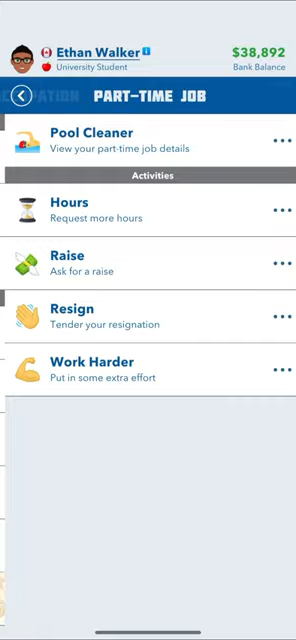 Ethan Walker
$38,892
University Student
Bank Balance
PART-TIME JOB
Pool Cleaner
View your part-time job details
Activities
Hours
Request more hours
Raise
Ask for a raise
Resign
Tender your resignation
Work Harder
Put in some extra effort